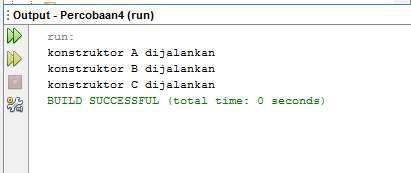 Output - Percobaan4 (run)
run:
konstruktor A dijalankan
konstruktor B dijalankan
konstruktor C dijalankan
BUILD SUCCESSFUL (total time: 0 seconds)